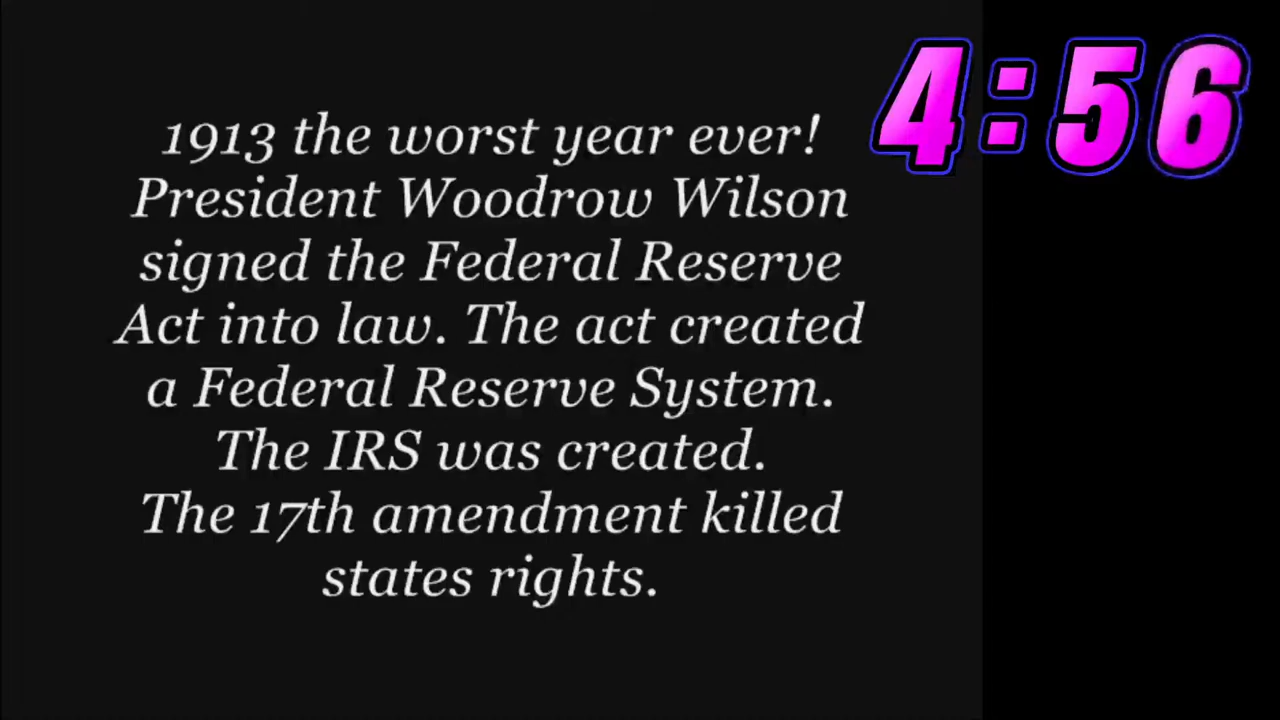 4:56
1913 the worst year ever!
President Woodrow Wilson
signed the Federal Reserve
Act into law. The act created
a Federal Reserve System.
The IRS was created.
The 17th amendment killed
states rights.